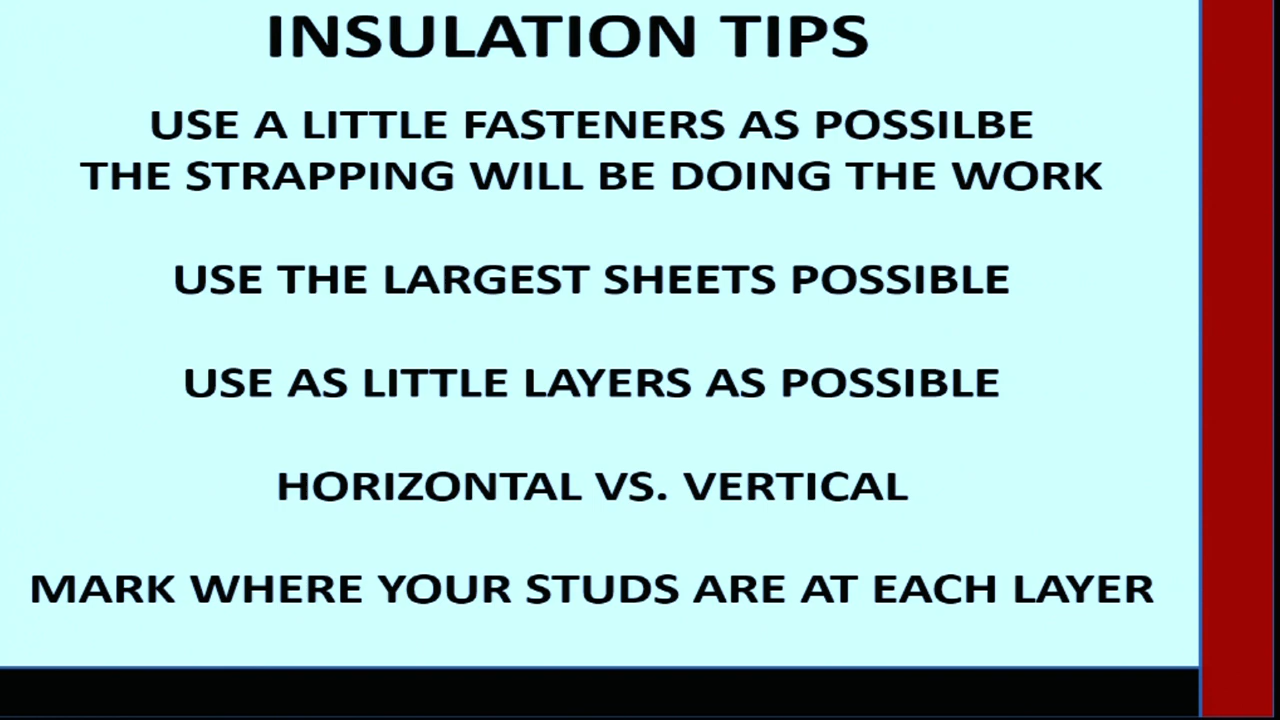 INSULATION TIPS
USE A LITTLE FASTENERS AS POSSILBE
THE STRAPPING WILL BE DOING THE WORK
USE THE LARGEST SHEETS POSSIBLE
USE AS LITTLE LAYERS AS POSSIBLE
HORIZONTAL VS. VERTICAL
MARK WHERE YOUR STUDS ARE AT EACH LAYER